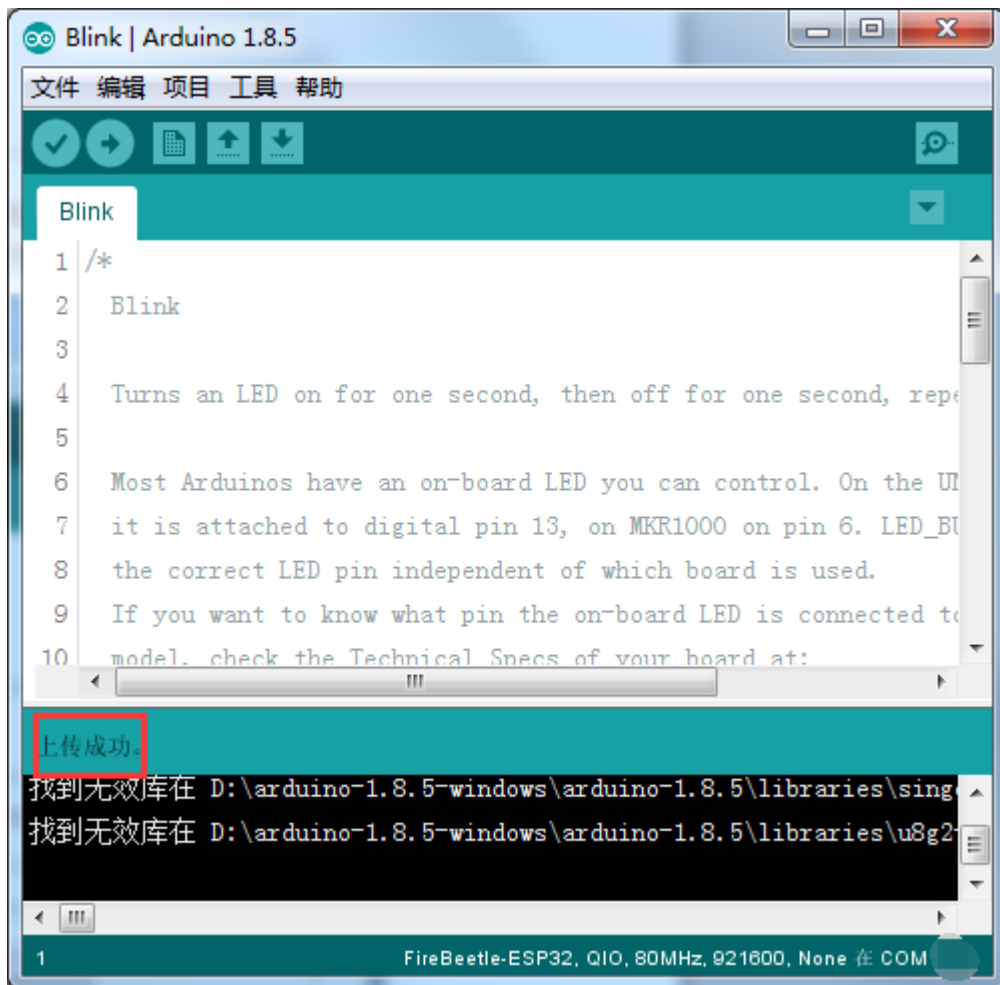 Blink | Arduino 1.8.5
文件 编辑 项目 工具 帮助
Blink
1 /*
2 Blink
3
4 Turns an LED on for one second, then off for one second,
5
6 Most Arduinos have an on-board LED you can control. On the
7 it is attached to digital pin 13, on MKR1000 on pin 6.
8 the correct LED pin independent of which board is used.
9 If you want to know what pin the on-board LED is connected
10 model, check the Technical Specs of your board at:
上传成功。
找到无效库在 D:\arduino-1.8.5-windows\arduino-1.8.5\libraries\sing
找到无效库在 D:\arduino-1.8.5-windows\arduino-1.8.5\libraries\u8g2
1 FireBeetle-ESP32, QIO, 80MHz, 921600, None 在 COM